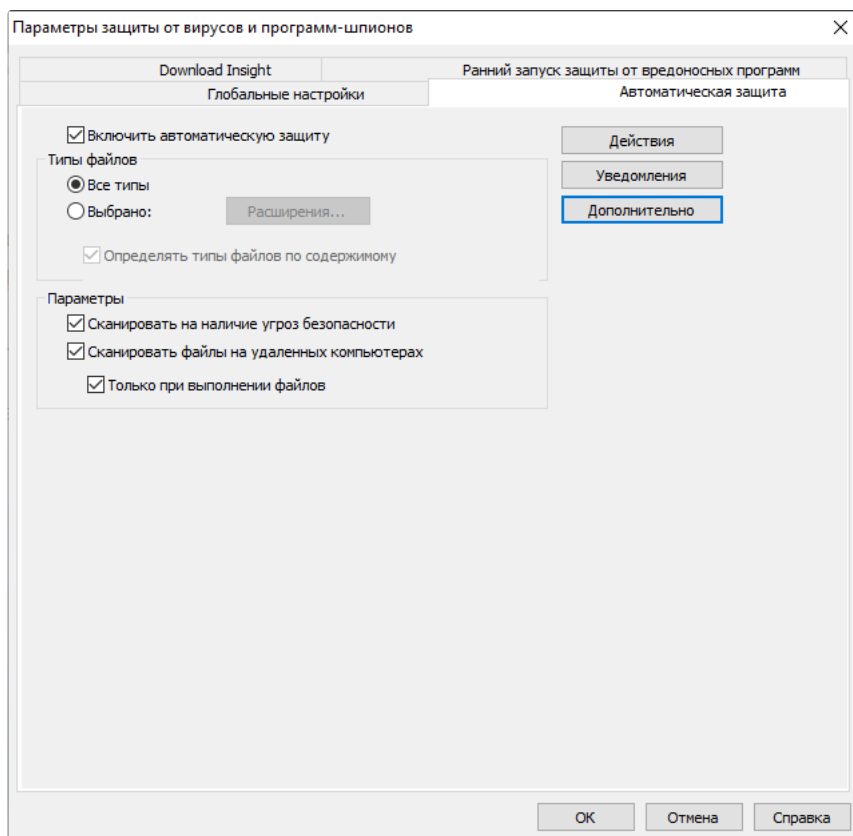 Параметры защиты от вирусов и программ-шпионов
Download Insight
Ранний запуск защиты от вредоносных программ
Глобальные настройки
Автоматическая защита
Включить автоматическую защиту
Действия
Типы файлов
Уведомления
Все типы
Выбрано:
Расширения...
Дополнительно
Определять типы файлов по содержимому
Параметры
Сканировать на наличие угроз безопасности
Сканировать файлы на удаленных компьютерах
Только при выполнении файлов
ОК
Отмена
Справка